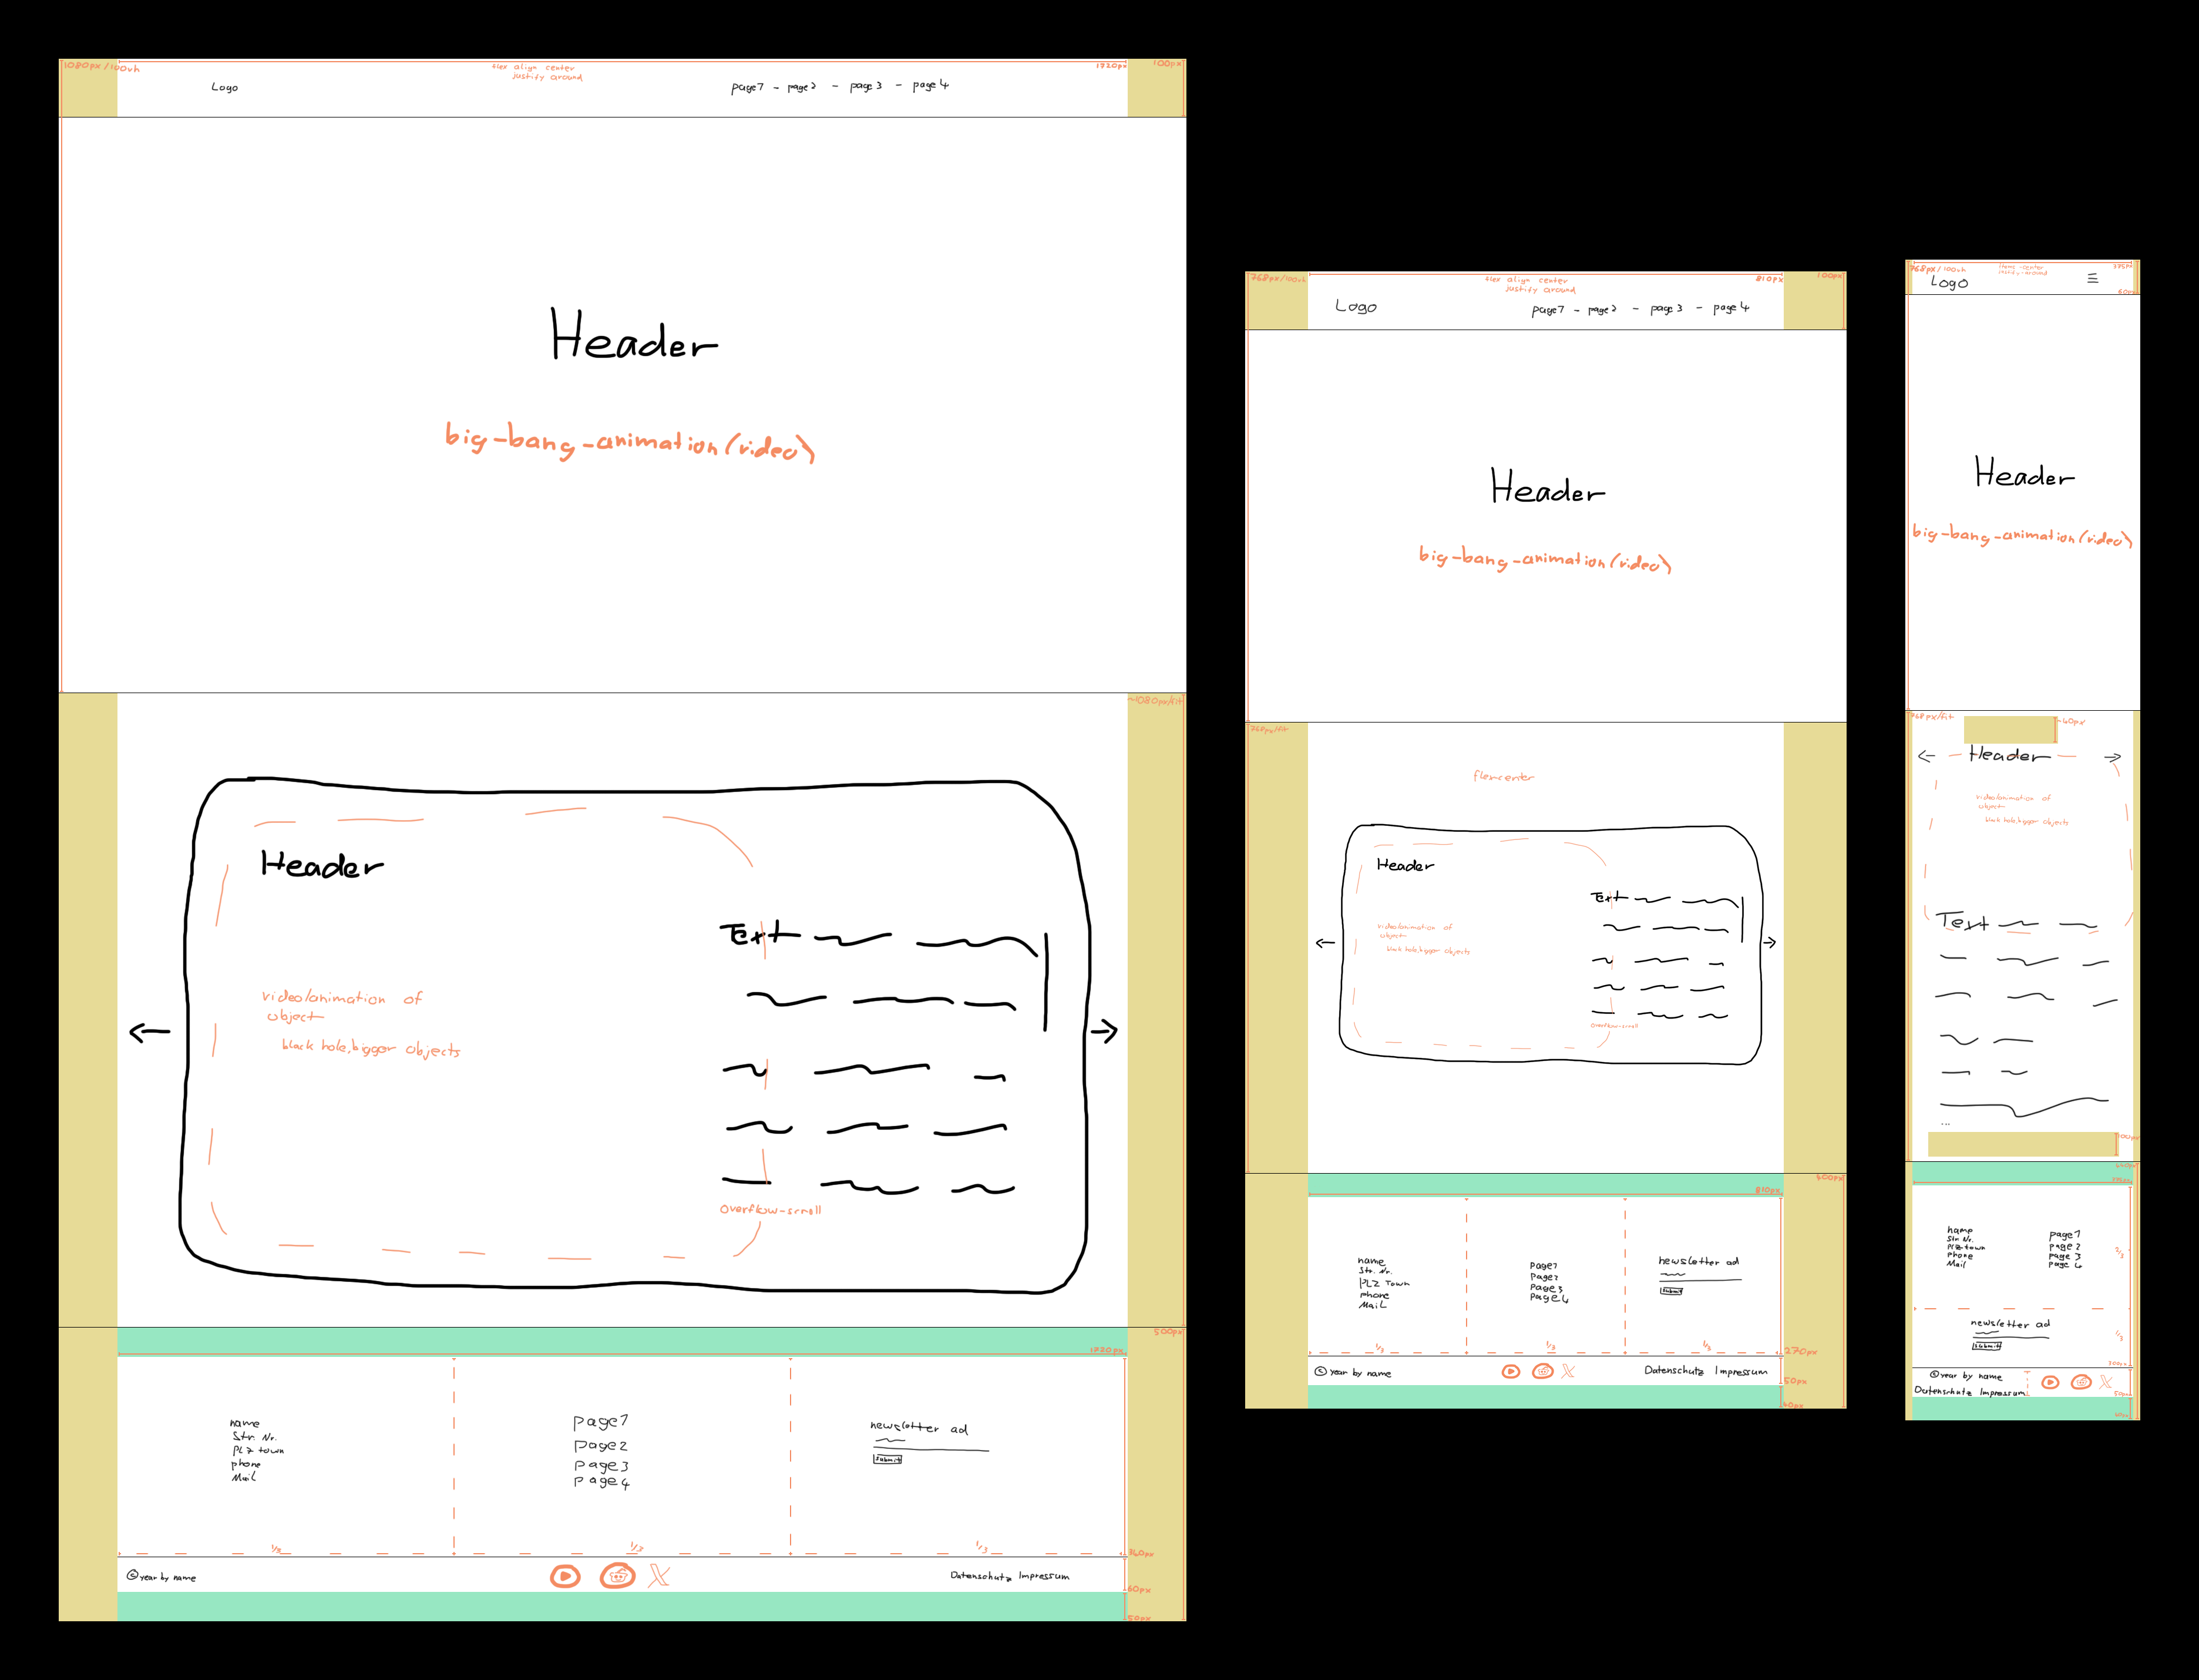 1080px/100vh
flex align center
justify around
1720px
100px
Logo
page1 - page2 - page3 - page4
Header
big-bang-animation(video)
~1080px/fit
Header
Text
video/animation of
object
black hole, bigger objects
overflow-scroll
500px
1720px
name
Str. Nr.
PLZ town
phone
Mail
page1
page2
page3
page4
newsletter ad
submit
1/3
1/3
1/3
340px
© year by name
Datenschutz Impressum
60px
50px
768px/100vh
flex align center
justify around
810px
100px
Logo
page1 - page2 - page3 - page4
Header
big-bang-animation(video)
768px/fit
flex-center
Header
Text
video/animation of
object
black hole, bigger objects
overflow-scroll
400px
810px
name
Str. Nr.
PLZ Town
phone
Mail
page1
page2
page3
page4
newsletter ad
submit
1/3
1/3
1/3
270px
© year by name
Datenschutz Impressum
50px
40px
768px/100vh
items-center
justify-around
375px
Logo
60px
Header
big-bang-animation(video)
768px/fit
~40px
Header
video/animation of
object
black hole, bigger objects
Text
...
100px
name
Str. Nr.
PLZ town
phone
Mail
page1
page2
page3
page4
2/3
newsletter ad
submit
1/3
300px
© year by name
Datenschutz Impressum
50px